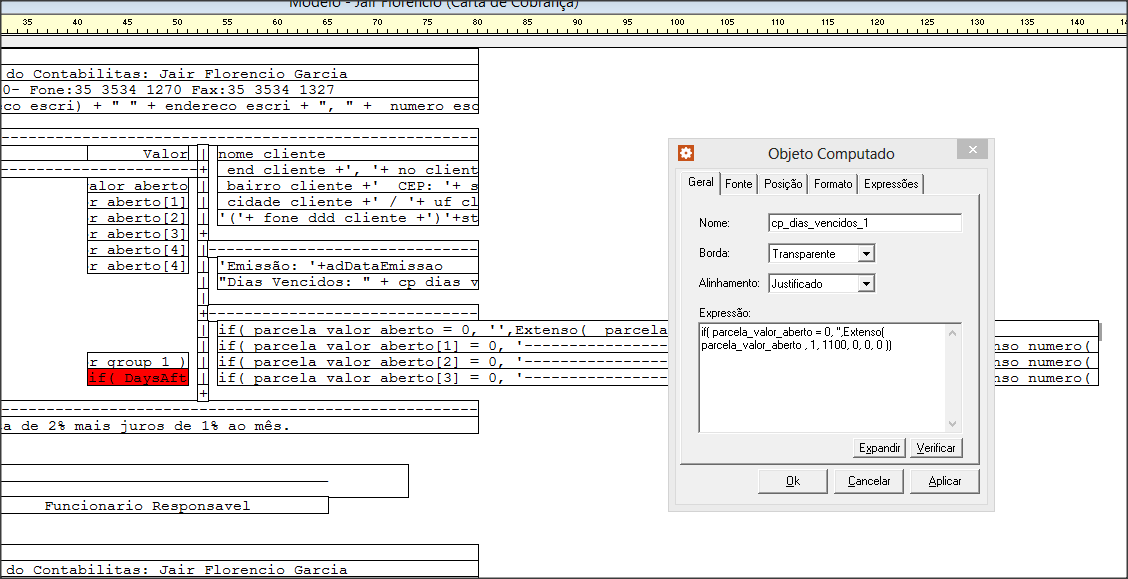 Modelo - Jair Florencio (Carta de Cobrança)
35 40 45 50 55 60 65 70 75 80 85 90 95 100 105 110 115 120 125 130 135 140
do Contabilitas: Jair Florencio Garcia
0- Fone:35 3534 1270 Fax:35 3534 1327
co escri) + " " + endereco escri + ", " + numero esc
Valor | nome cliente
end cliente +', '+ no client
alor aberto | bairro cliente +' CEP: '+ s
r aberto[1] | cidade cliente +' / '+ uf cl
r aberto[2] | '('+ fone ddd cliente +')'+st
r aberto[3] +
r aberto[4] |
r aberto[4] | 'Emissão: '+adDataEmissao
| "Dias Vencidos: " + cp dias v
| if( parcela valor aberto = 0, '',Extenso( parcela
| if( parcela valor aberto[1] = 0, '------------------ enso numero(
r group 1 ) | if( parcela valor aberto[2] = 0, '------------------ enso numero(
if( DaysAft | if( parcela valor aberto[3] = 0, '------------------ enso numero(
a de 2% mais juros de 1% ao mês.
Funcionario Responsavel
do Contabilitas: Jair Florencio Garcia
Objeto Computado
Geral Fonte Posição Formato Expressões
Nome: cp_dias_vencidos_1
Borda: Transparente
Alinhamento: Justificado
Expressão:
if( parcela_valor_aberto = 0, '',Extenso(
parcela_valor_aberto , 1, 1100, 0, 0, 0 ))
Expandir Verificar
Ok Cancelar Aplicar